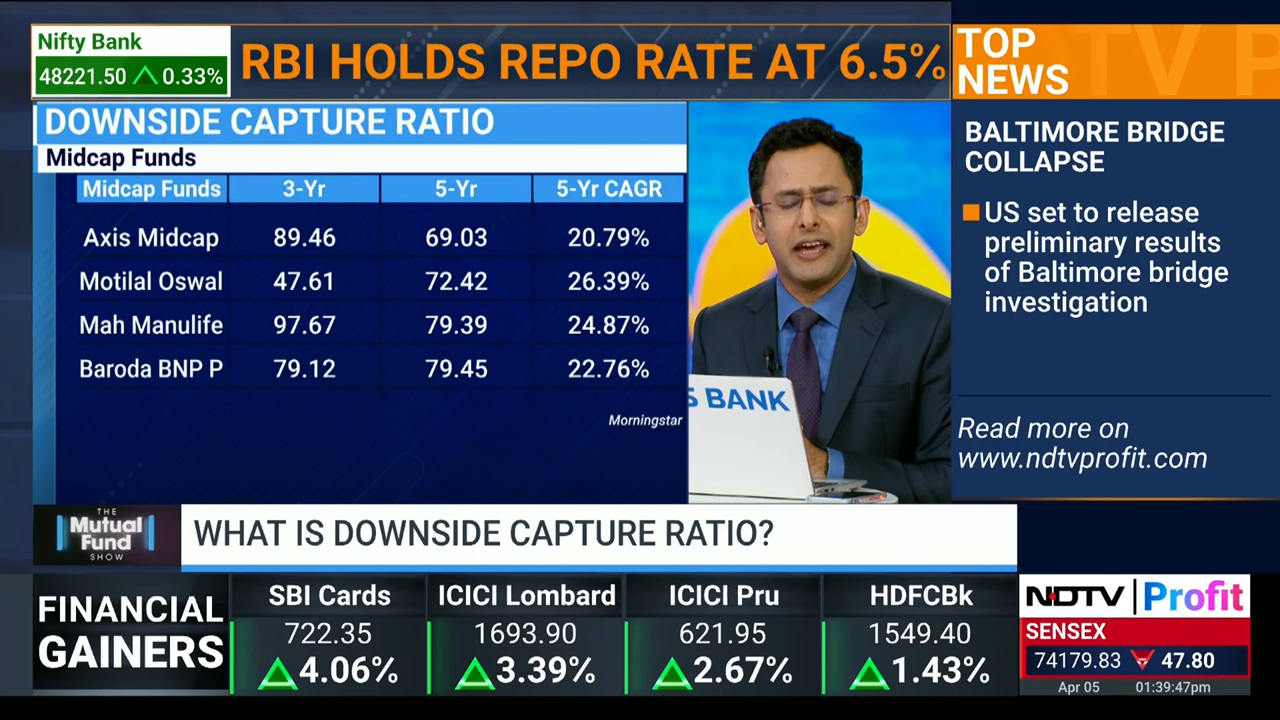 Nifty Bank
48221.50 0.33%
RBI HOLDS REPO RATE AT 6.5%
TOP
NEWS
DOWNSIDE CAPTURE RATIO
Midcap Funds
Midcap Funds 3-Yr 5-Yr 5-Yr CAGR
Axis Midcap 89.46 69.03 20.79%
Motilal Oswal 47.61 72.42 26.39%
Mah Manulife 97.67 79.39 24.87%
Baroda BNP P 79.12 79.45 22.76%
Morningstar
S BANK
BALTIMORE BRIDGE
COLLAPSE
US set to release
preliminary results
of Baltimore bridge
investigation
Read more on
www.ndtvprofit.com
THE
Mutual
Fund
SHOW
WHAT IS DOWNSIDE CAPTURE RATIO?
FINANCIAL
GAINERS
SBI Cards
722.35
4.06%
ICICI Lombard
1693.90
3.39%
ICICI Pru
621.95
2.67%
HDFCBk
1549.40
1.43%
NDTV Profit
SENSEX
74179.83 47.80
Apr 05 01:39:47pm